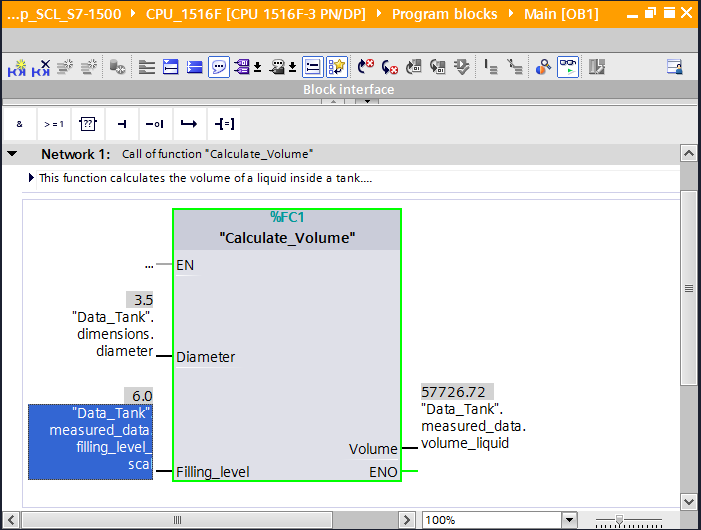 ...p_SCL_S7-1500 CPU_1516F [CPU 1516F-3 PN/DP] Program blocks Main [OB1]
Block interface
& >=1 ?? -o| [=]
Network 1: Call of function "Calculate_Volume"
This function calculates the volume of a liquid inside a tank....
%FC1
"Calculate_Volume"
... EN
3.5
"Data_Tank".
dimensions.
diameter
Diameter
6.0
"Data_Tank".
measured_data.
filling_level_
scal
Filling_level
57726.72
"Data_Tank".
measured_data.
volume_liquid
Volume
ENO
100%